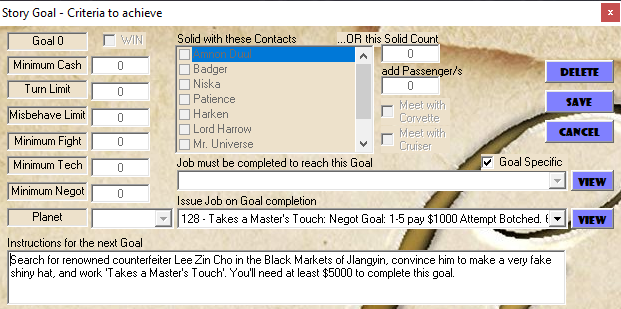 Story Goal - Criteria to achieve
Goal 0 WIN
Solid with these Contacts ...OR this Solid Count
Minimum Cash 0
Amnon Duul 0
Turn Limit 0
Badger add Passenger/s
Niska 0
Misbehave Limit 0
Patience Meet with Corvette
Minimum Fight 0
Harken Meet with Cruiser
Lord Harrow
Minimum Tech 0
Mr. Universe
DELETE
SAVE
CANCEL
Job must be completed to reach this Goal Goal Specific
Minimum Negot 0
VIEW
Issue Job on Goal completion
Planet
128 - Takes a Master's Touch: Negot Goal: 1-5 pay $1000 Attempt Botched. VIEW
Instructions for the next Goal
Search for renowned counterfeiter Lee Zin Cho in the Black Markets of JIangyin, convince him to make a very fake
shiny hat, and work 'Takes a Master's Touch'. You'll need at least $5000 to complete this goal.